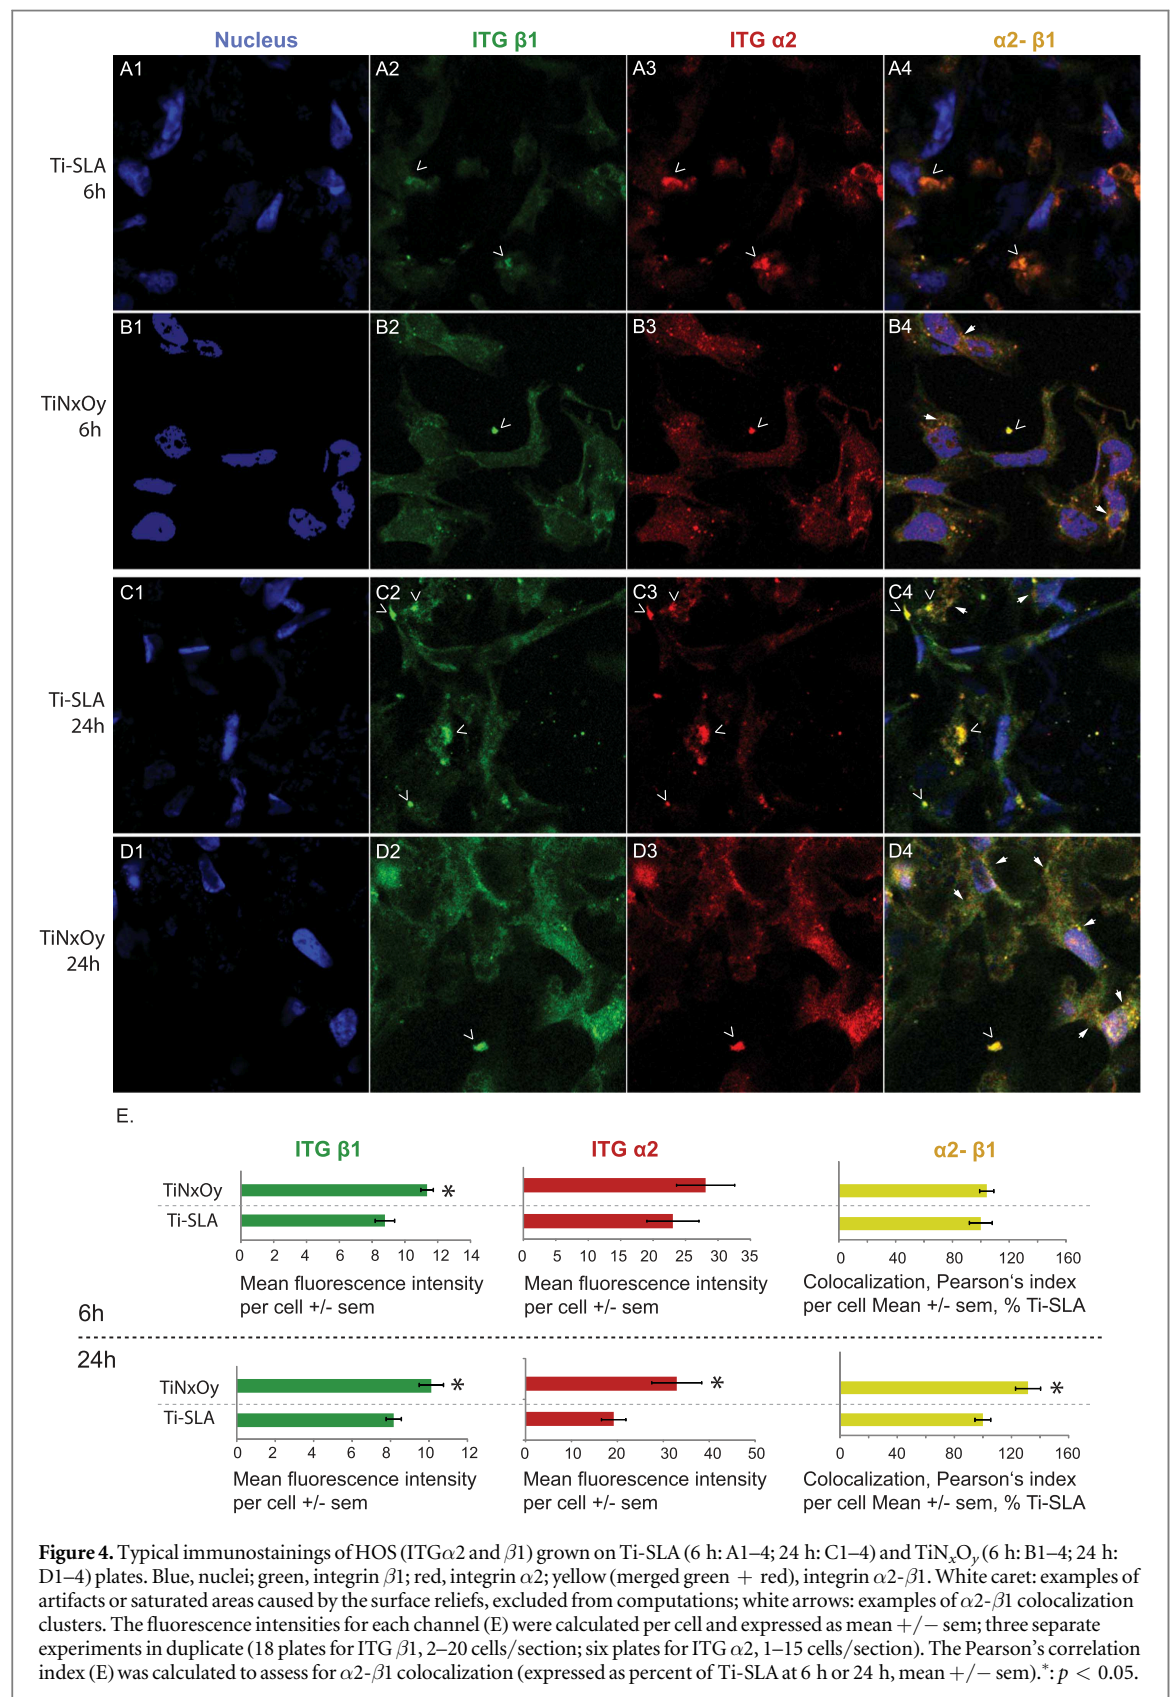 Nucleus ITG β1 ITG α2 α2- β1
A1 A2 A3 A4
Ti-SLA
6h
B1 B2 B3 B4
TiNxOy
6h
C1 C2 C3 C4
Ti-SLA
24h
D1 D2 D3 D4
TiNxOy
24h
E.
ITG β1 ITG α2 α2- β1
TiNxOy *
Ti-SLA
0 2 4 6 8 10 12 14 0 5 10 15 20 25 30 35 0 40 80 120 160
Mean fluorescence intensity Mean fluorescence intensity Colocalization, Pearson‘s index
per cell +/- sem per cell +/- sem per cell Mean +/- sem, % Ti-SLA
6h
24h
TiNxOy * * *
Ti-SLA
0 2 4 6 8 10 12 0 10 20 30 40 50 0 40 80 120 160
Mean fluorescence intensity Mean fluorescence intensity Colocalization, Pearson‘s index
per cell +/- sem per cell +/- sem per cell Mean +/- sem, % Ti-SLA
Figure 4. Typical immunostainings of HOS (ITGα2 and β1) grown on Ti-SLA (6 h: A1–4; 24 h: C1–4) and TiNxOy (6 h: B1–4; 24 h:
D1–4) plates. Blue, nuclei; green, integrin β1; red, integrin α2; yellow (merged green + red), integrin α2-β1. White caret: examples of
artifacts or saturated areas caused by the surface reliefs, excluded from computations; white arrows: examples of α2-β1 colocalization
clusters. The fluorescence intensities for each channel (E) were calculated per cell and expressed as mean +/− sem; three separate
experiments in duplicate (18 plates for ITG β1, 2–20 cells/section; six plates for ITG α2, 1–15 cells/section). The Pearson's correlation
index (E) was calculated to assess for α2-β1 colocalization (expressed as percent of Ti-SLA at 6 h or 24 h, mean +/− sem).*: p < 0.05.